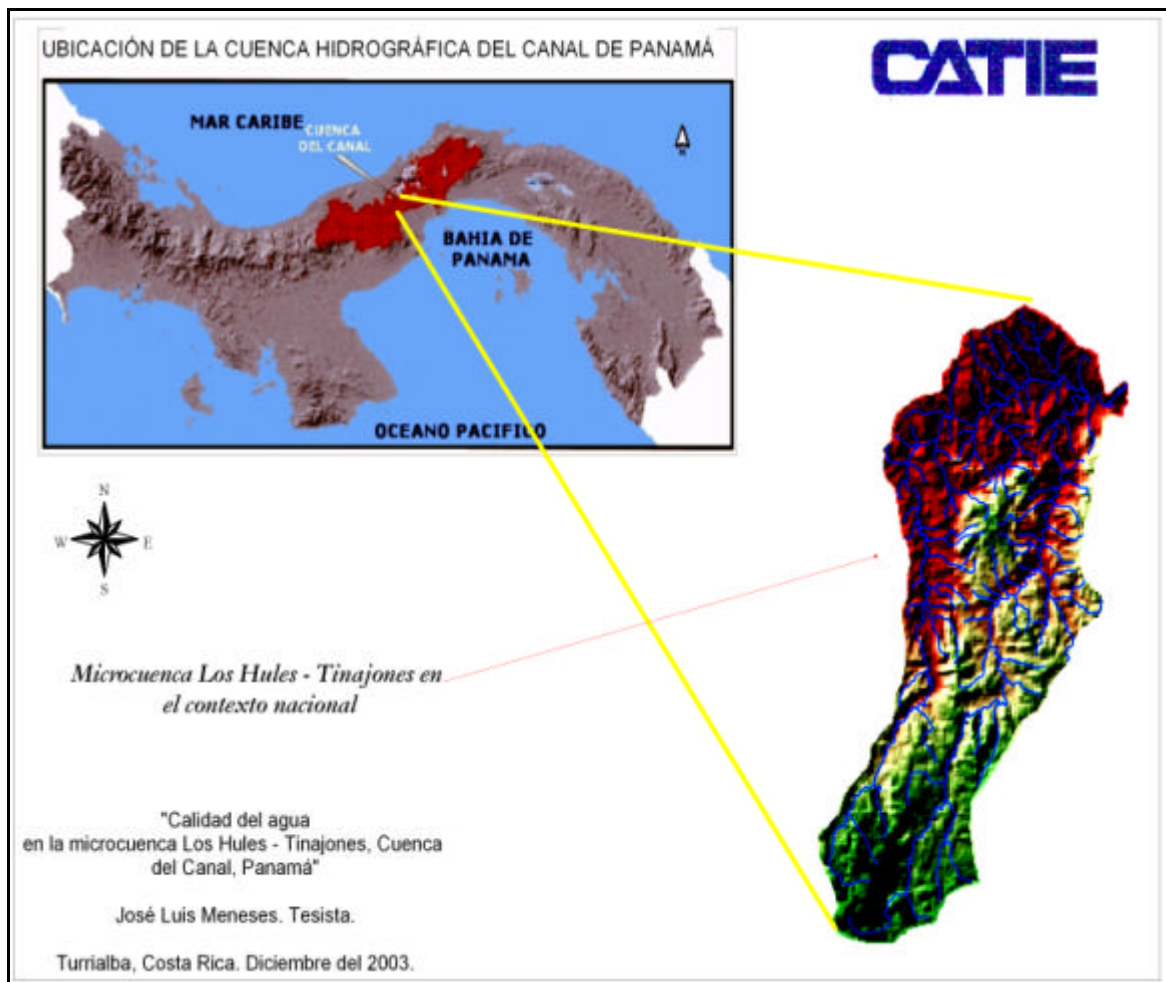 UBICACIÓN DE LA CUENCA HIDROGRÁFICA DEL CANAL DE PANAMÁ
CATIE
MAR CARIBE
CUENCA
DEL CANAL
N
BAHIA DE
PANAMA
OCEANO PACIFICO
N
W
E
S
Microcuenca Los Hules - Tinajones en
el contexto nacional
"Calidad del agua
en la microcuenca Los Hules - Tinajones, Cuenca
del Canal, Panamá"
José Luis Meneses. Tesista.
Turrialba, Costa Rica. Diciembre del 2003.